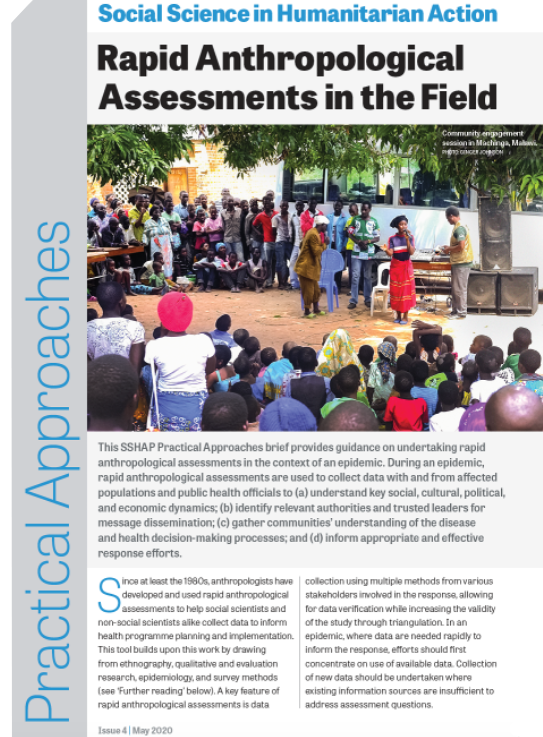 Social Science in Humanitarian Action
Rapid Anthropological
Assessments in the Field
Community engagement
session in Machinga, Malawi.
PHOTO GINGER JOHNSON
Practical Approaches
This SSHAP Practical Approaches brief provides guidance on undertaking rapid
anthropological assessments in the context of an epidemic. During an epidemic,
rapid anthropological assessments are used to collect data with and from affected
populations and public health officials to (a) understand key social, cultural, political,
and economic dynamics; (b) identify relevant authorities and trusted leaders for
message dissemination; (c) gather communities' understanding of the disease
and health decision-making processes; and (d) inform appropriate and effective
response efforts.
Since at least the 1980s, anthropologists have
developed and used rapid anthropological
assessments to help social scientists and
non-social scientists alike collect data to inform
health programme planning and implementation.
This tool builds upon this work by drawing
from ethnography, qualitative and evaluation
research, epidemiology, and survey methods
(see 'Further reading' below). A key feature of
rapid anthropological assessments is data
collection using multiple methods from various
stakeholders involved in the response, allowing
for data verification while increasing the validity
of the study through triangulation. In an
epidemic, where data are needed rapidly to
inform the response, efforts should first
concentrate on use of available data. Collection
of new data should be undertaken where
existing information sources are insufficient to
address assessment questions.
Issue 4 | May 2020